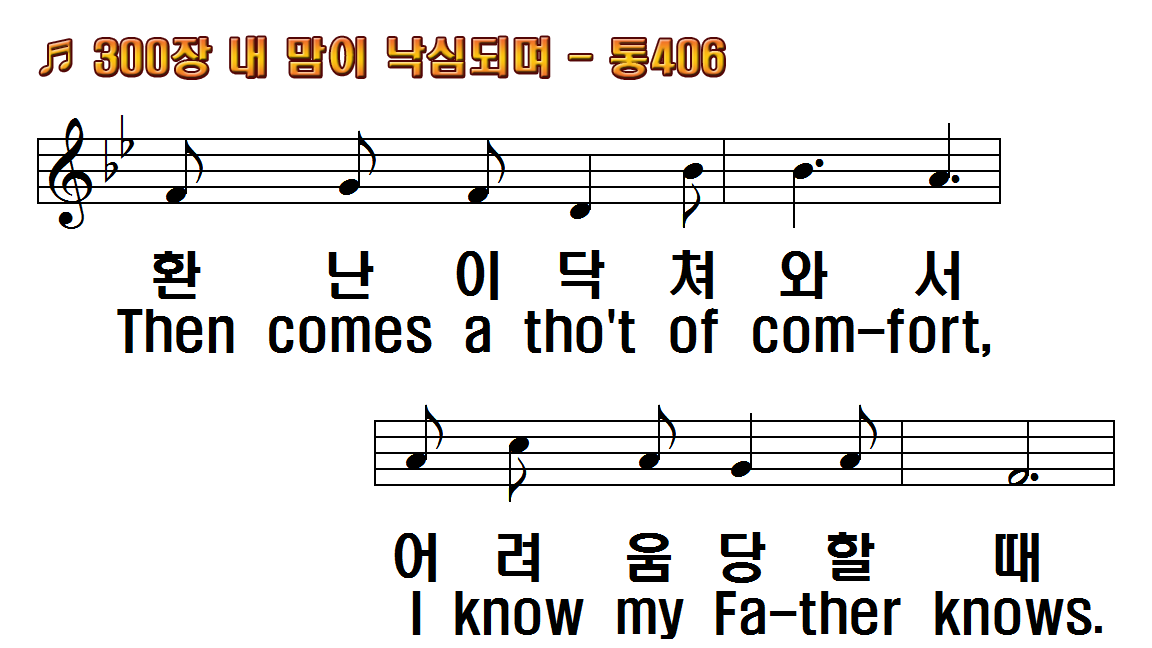 300장 내 맘이 낙심되며 - 통406
환 난 이 닥 쳐 와 서
Then comes a tho't of com-fort,
어 려 움 당 할 때
I know my Fa-ther knows.